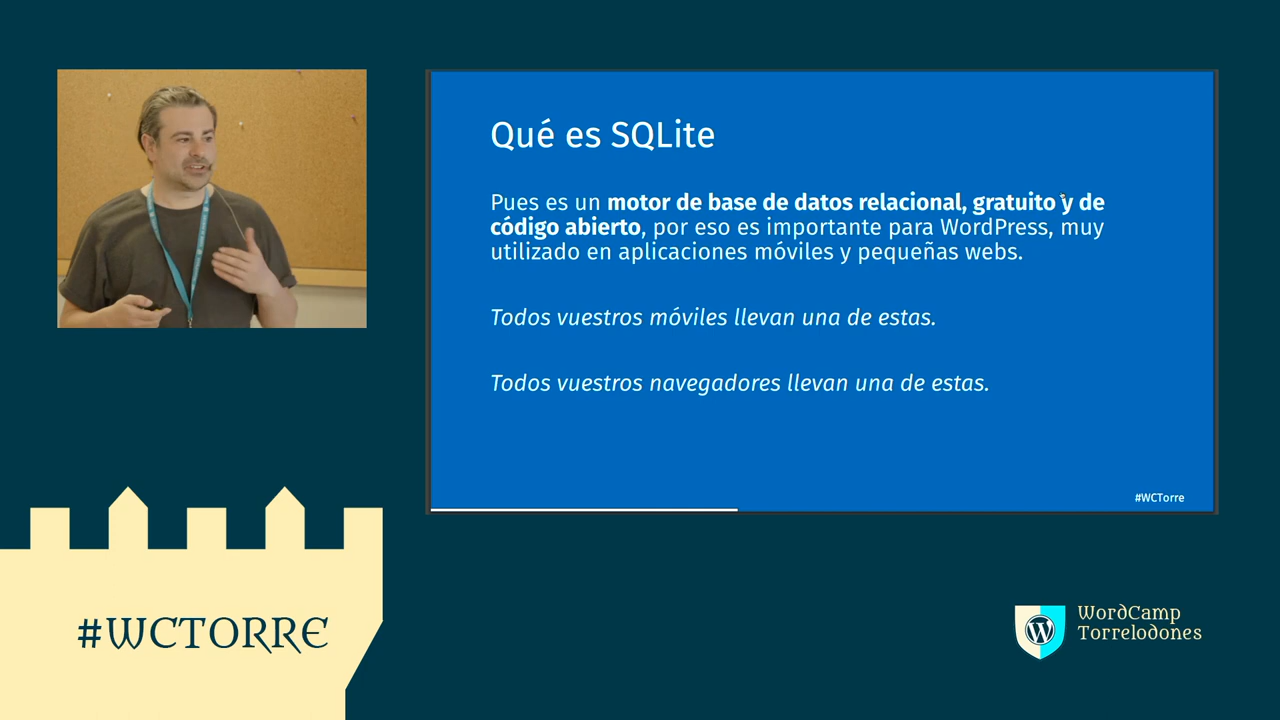 Qué es SQLite
Pues es un motor de base de datos relacional, gratuito y de
código abierto, por eso es importante para WordPress, muy
utilizado en aplicaciones móviles y pequeñas webs.
Todos vuestros móviles llevan una de estas.
Todos vuestros navegadores llevan una de estas.
#WCTorre
#WCTORRE
WordCamp
Torrelodones